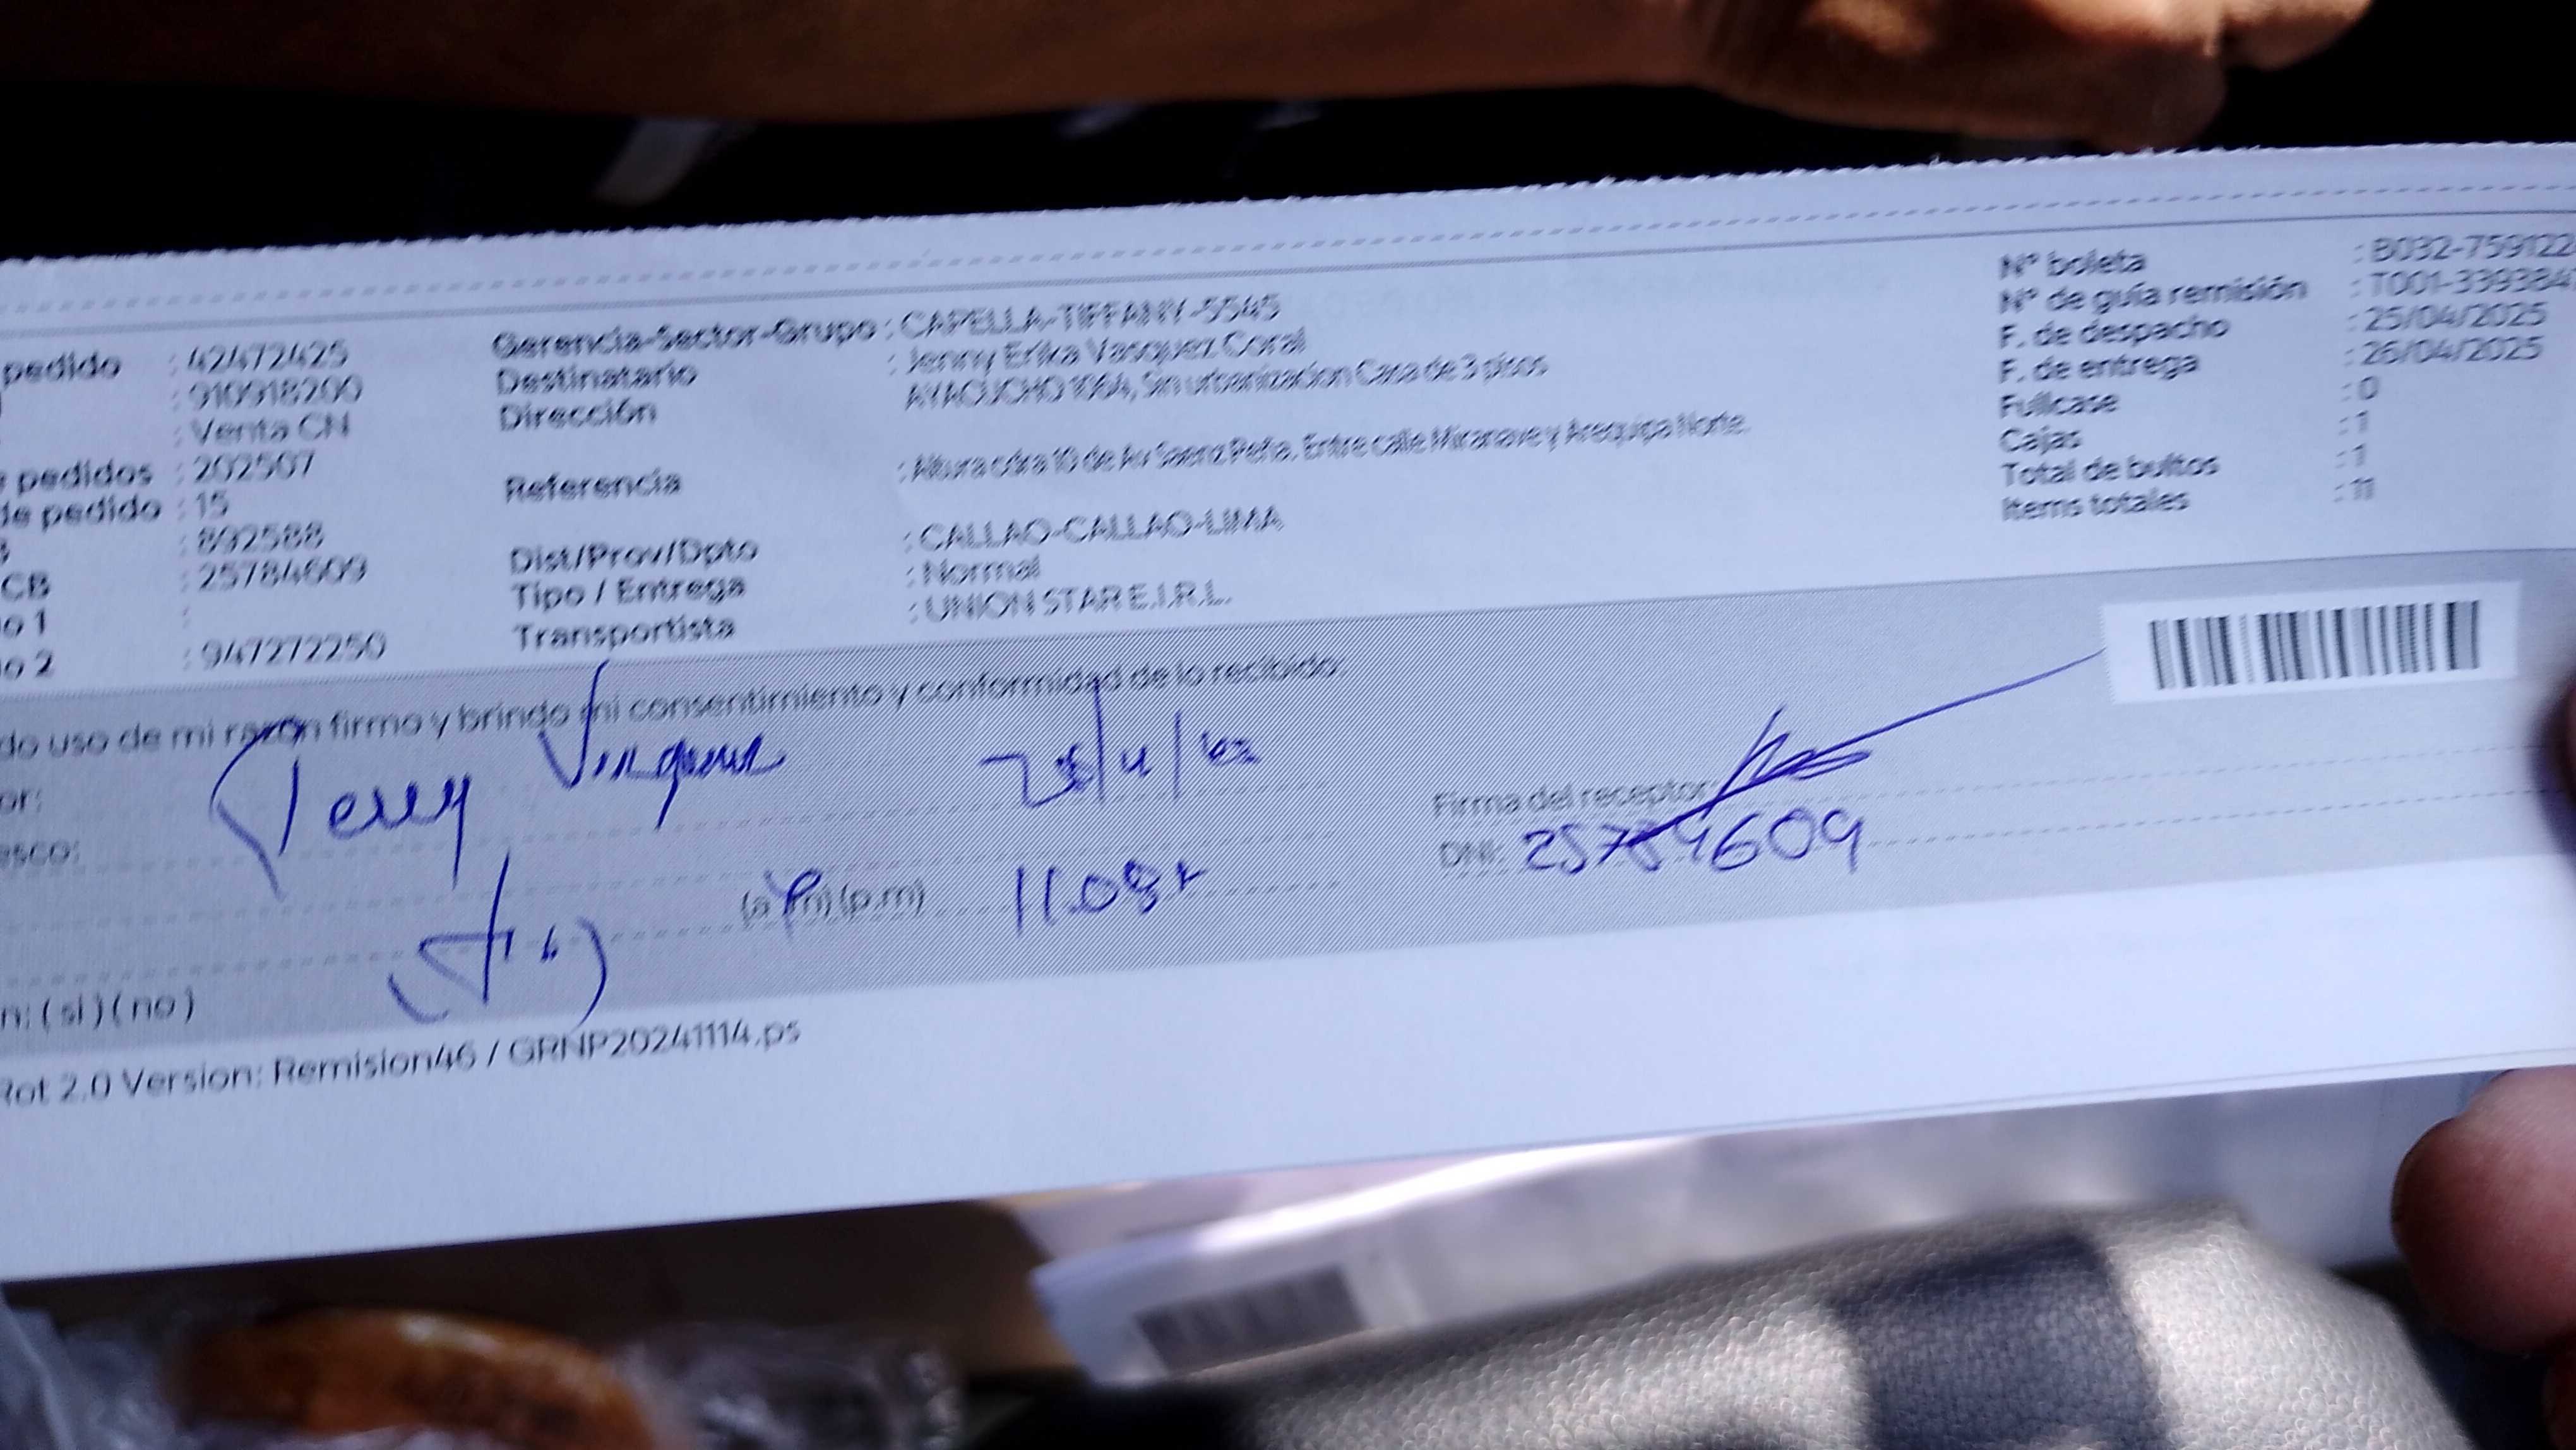 pedido : 42472425
: 910918200
: Venta CN
pedidos : 202507
de pedido : 15
: 892588
CB : 25784609
o 1 :
o 2 : 947272250
Gerencia-Sector-Grupo : CAPELLA-TIFFANY-5545
Destinatario : Jenny Erika Vasquez Coral
Dirección : AYACUCHO 1064, Sin urbanizacion Casa de 3 pisos
Referencia : Altura cdra 10 de Av Saenz Peña. Entre calle y Arequipa Norte.
Dist/Prov/Dpto : CALLAO-CALLAO-LIMA
Tipo / Entrega : Normal
Transportista : UNION STAR E.I.R.L.
N° boleta : B032-759122
N° de guía remisión : T001-339384
F. de despacho : 25/04/2025
F. de entrega : 26/04/2025
Fullcase : 0
Cajas : 1
Total de bultos : 1
Items totales : 11
do uso de mi razón firmo y brindo mi consentimiento y conformidad de lo recibido:
or:
esco:
(a.m) (p.m) 11.08
Firma del receptor:
DNI: 25784609
n: ( si ) ( no )
Rot 2.0 Version: Remision46 / GRNP20241114.ps